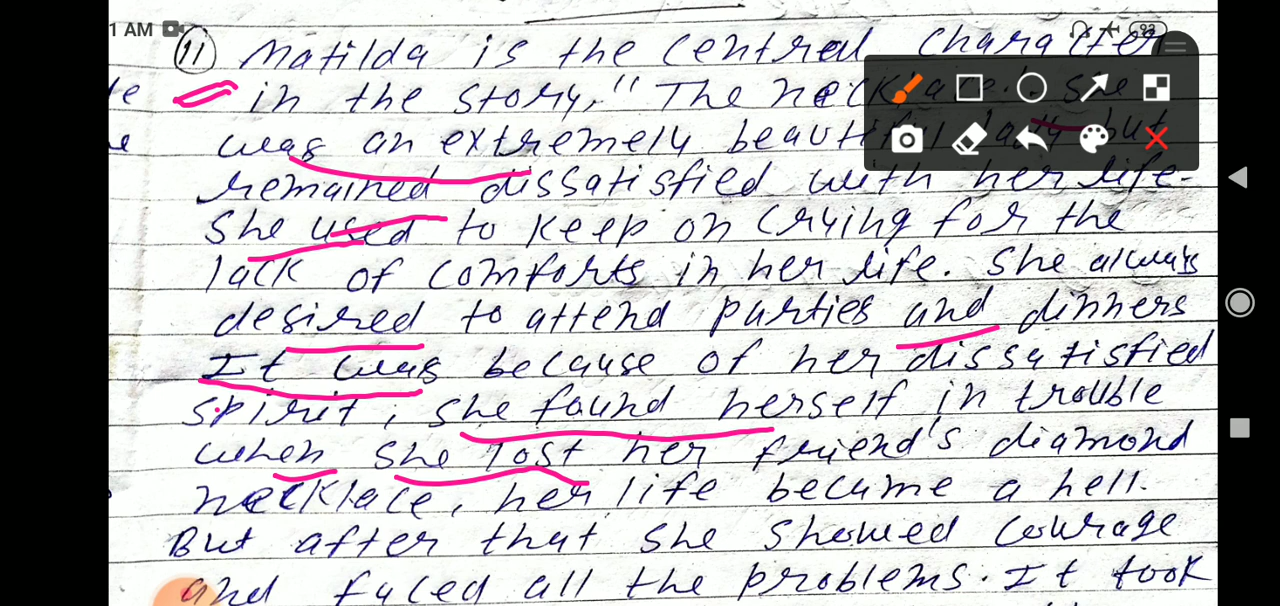 1 AM
11 Matilda is the central character
in the story, " The necklace. She
was an extremely beautiful lady but
remained dissatisfied with her life.
She used to keep on crying for the
lack of comforts in her life. She always
desired to attend parties and dinners
It was because of her dissatisfied
spirit, she found herself in trouble
when she lost her friend's diamond
necklace, her life became a hell.
But after that she showed courage
and faced all the problems. It took